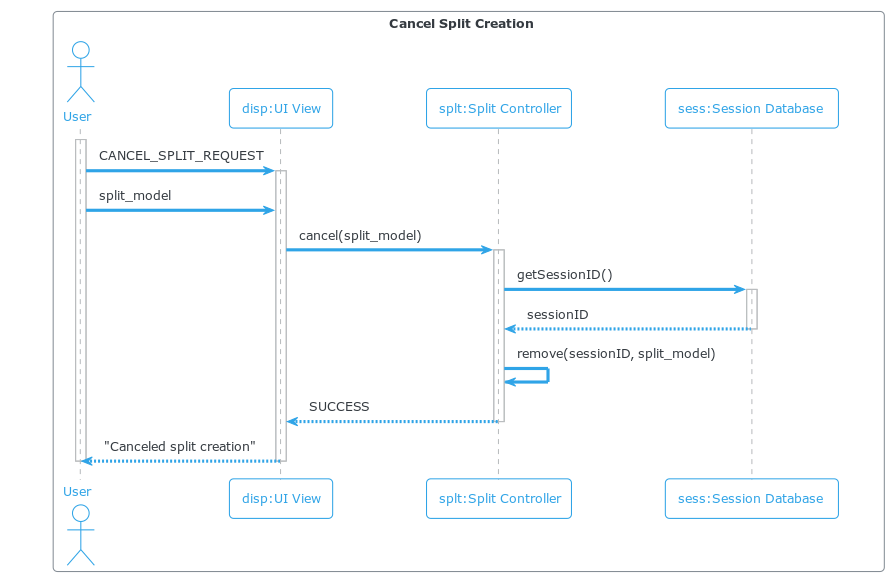 Cancel Split Creation
User
disp:UI View
splt:Split Controller
sess:Session Database
CANCEL_SPLIT_REQUEST
split_model
cancel(split_model)
getSessionID()
sessionID
remove(sessionID, split_model)
SUCCESS
"Canceled split creation"
User
disp:UI View
splt:Split Controller
sess:Session Database